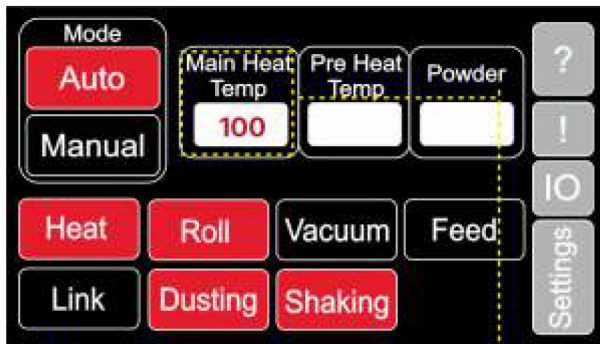 Mode
Auto
Manual
Main Heat
Temp
100
Pre Heat
Temp
Powder
Heat
Roll
Vacuum
Feed
Link
Dusting
Shaking
?
!
IO
Settings